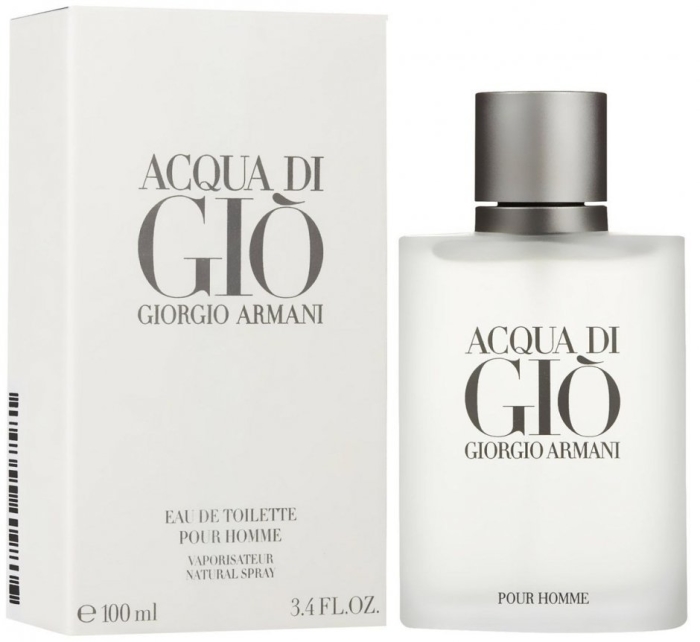 ACQUA DI
GIÒ
GIORGIO ARMANI
EAU DE TOILETTE
POUR HOMME
VAPORISATEUR
NATURAL SPRAY
℮ 100 ml 3.4 FL.OZ.
ACQUA DI
GIÒ
GIORGIO ARMANI
POUR HOMME